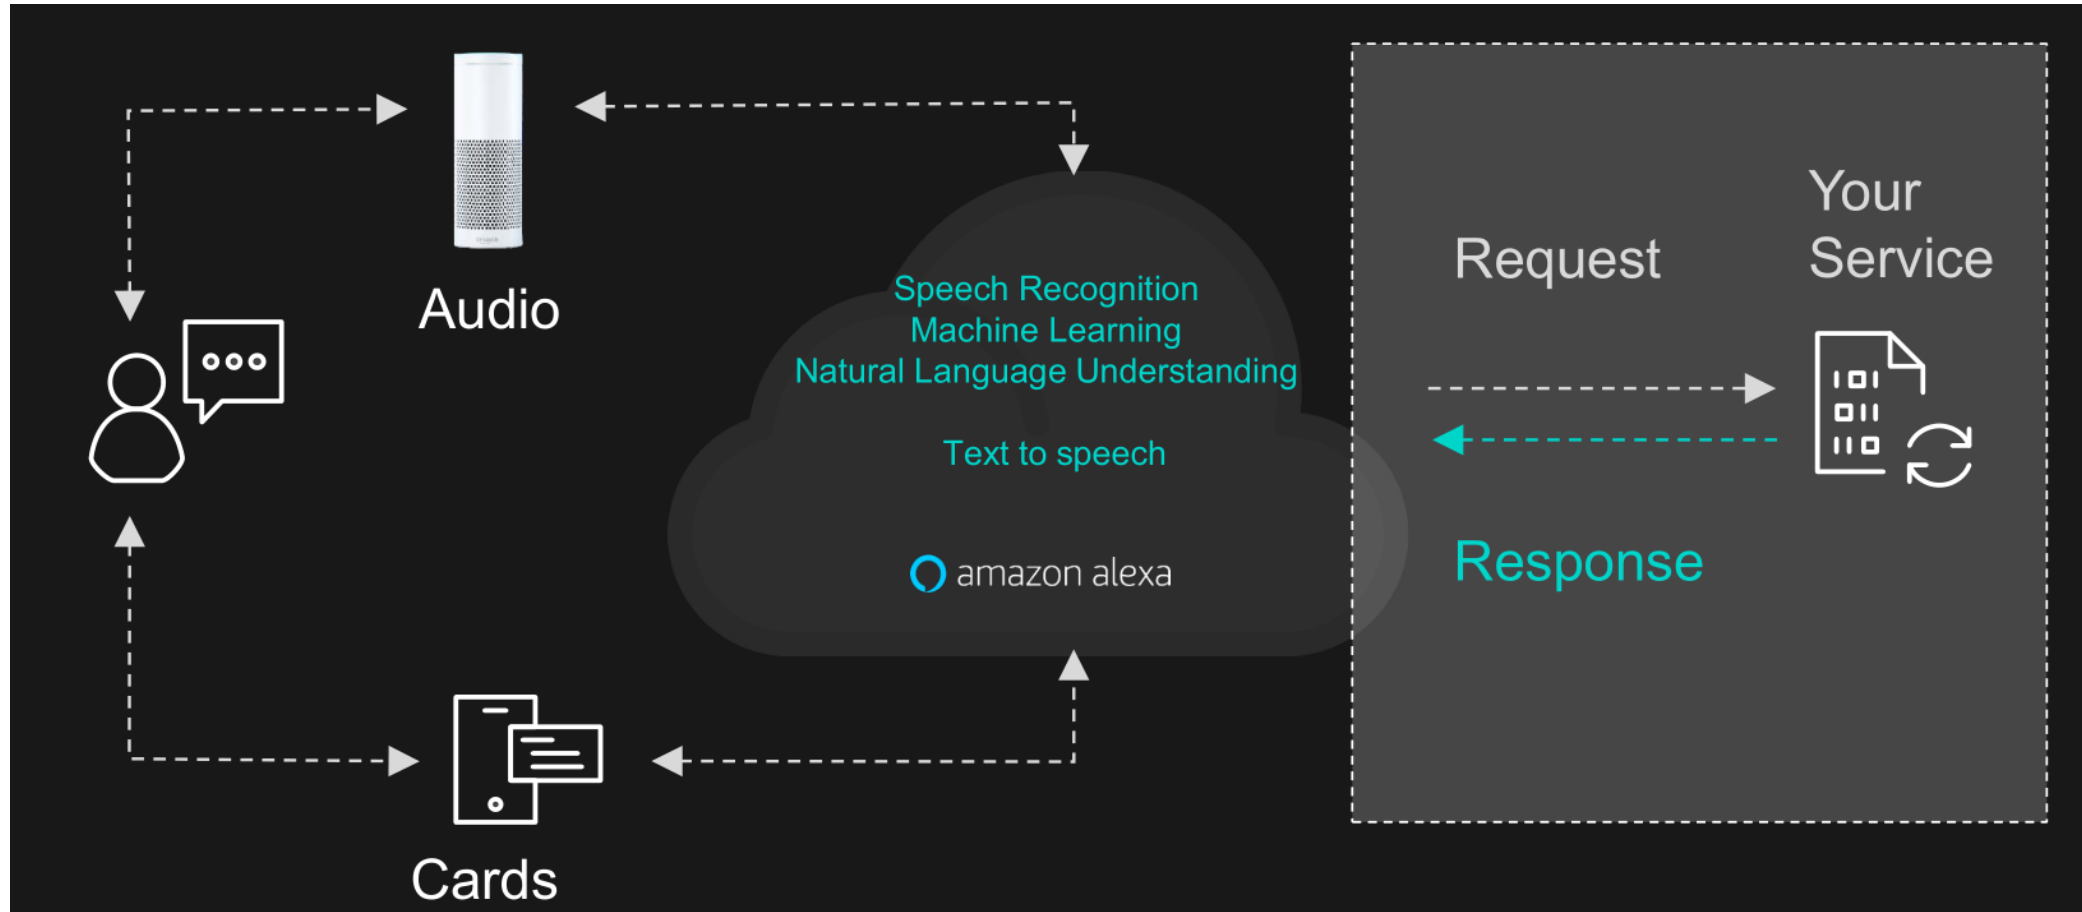 Audio
Speech Recognition
Machine Learning
Natural Language Understanding
Text to speech
amazon alexa
Cards
Request
Your
Service
Response